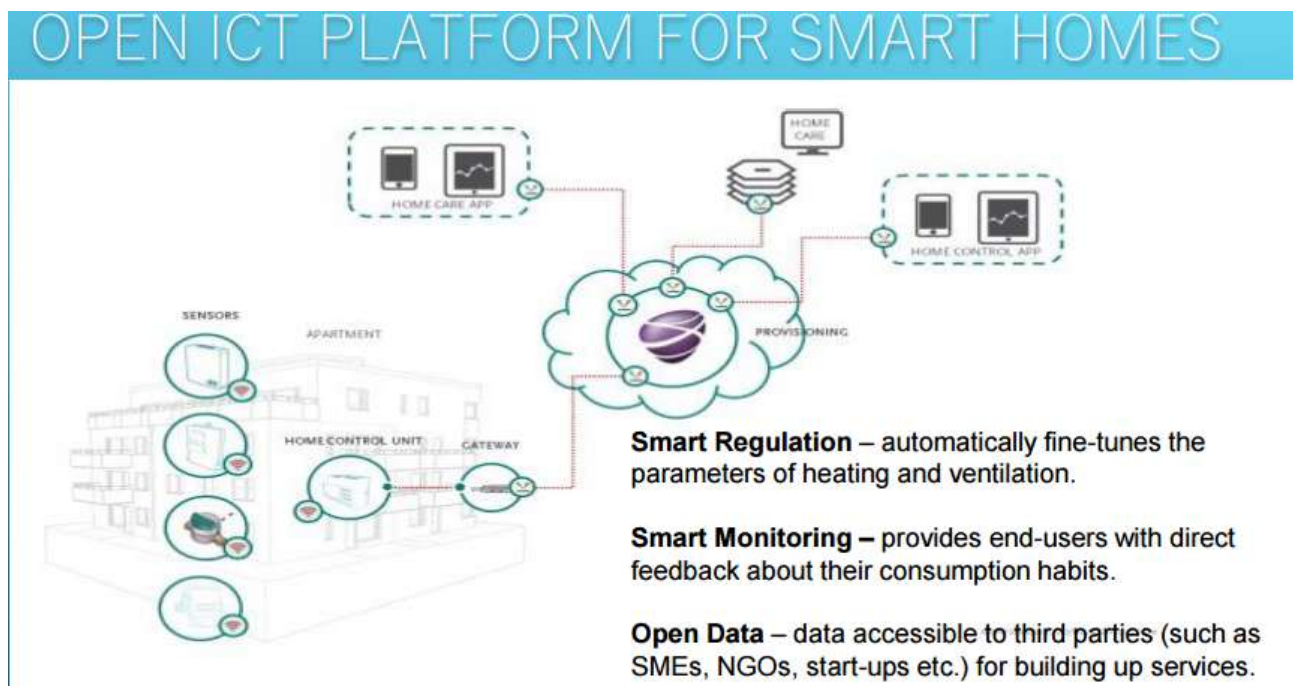 OPEN ICT PLATFORM FOR SMART HOMES
HOME
CARE
HOME CARE APP
HOME CONTROL APP
SENSORS
APARTMENT
PROVISIONING
HOME CONTROL UNIT
GATEWAY
Smart Regulation – automatically fine-tunes the
parameters of heating and ventilation.
Smart Monitoring – provides end-users with direct
feedback about their consumption habits.
Open Data – data accessible to third parties (such as
SMEs, NGOs, start-ups etc.) for building up services.